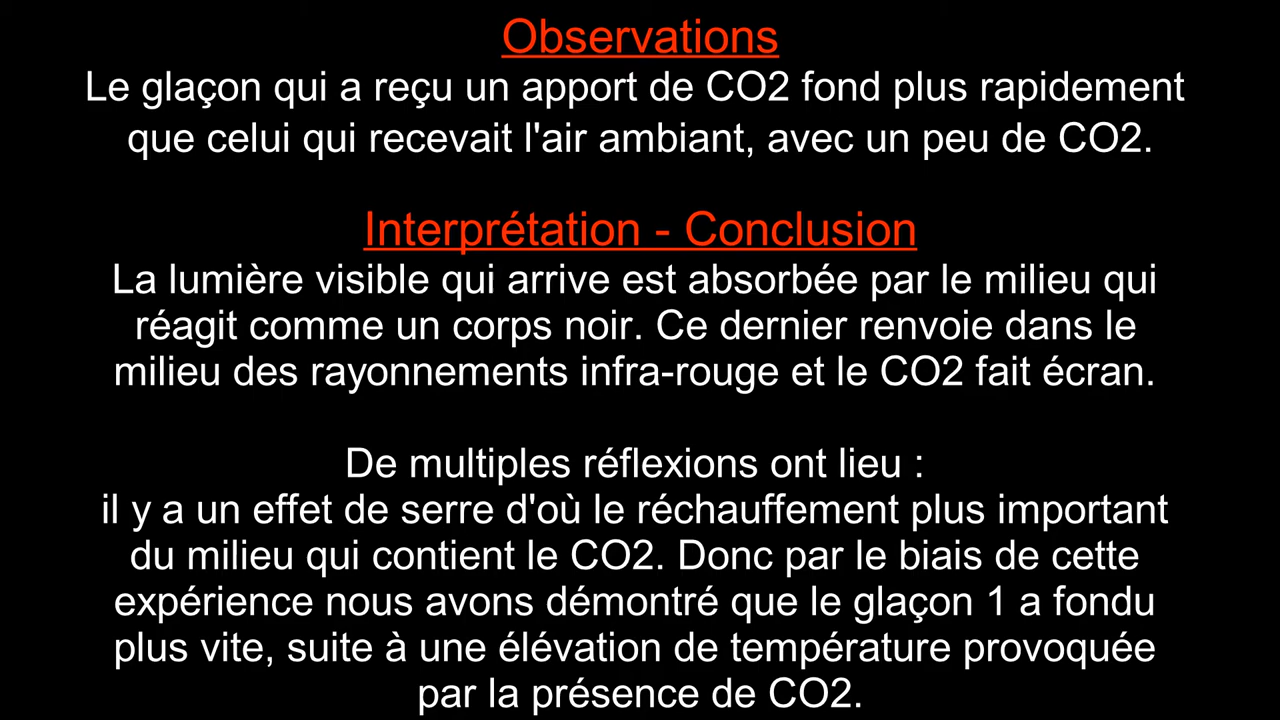 Observations
Le glaçon qui a reçu un apport de CO2 fond plus rapidement
que celui qui recevait l'air ambiant, avec un peu de CO2.
Interprétation - Conclusion
La lumière visible qui arrive est absorbée par le milieu qui
réagit comme un corps noir. Ce dernier renvoie dans le
milieu des rayonnements infra-rouge et le CO2 fait écran.
De multiples réflexions ont lieu :
il y a un effet de serre d'où le réchauffement plus important
du milieu qui contient le CO2. Donc par le biais de cette
expérience nous avons démontré que le glaçon 1 a fondu
plus vite, suite à une élévation de température provoquée
par la présence de CO2.